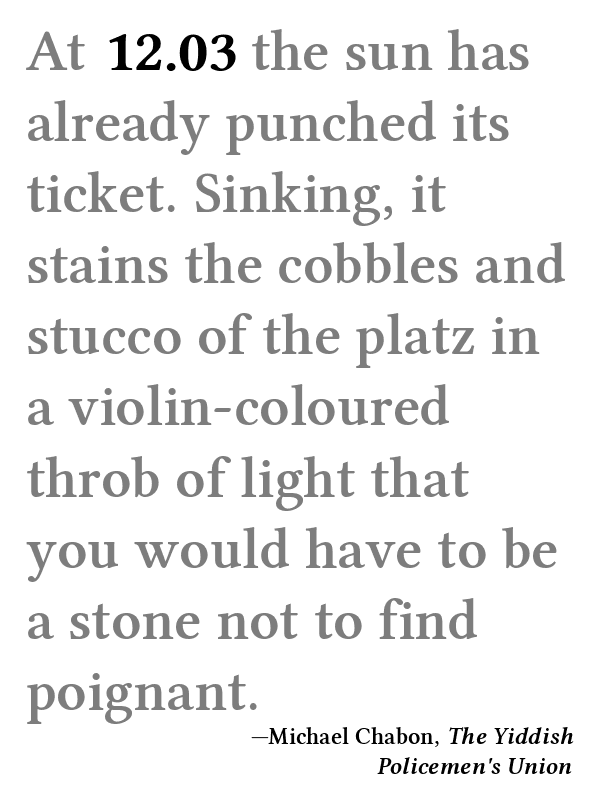 At 12.03 the sun has
already punched its
ticket. Sinking, it
stains the cobbles and
stucco of the platz in
a violin-coloured
throb of light that
you would have to be
a stone not to find
poignant.
—Michael Chabon, The Yiddish
Policemen's Union